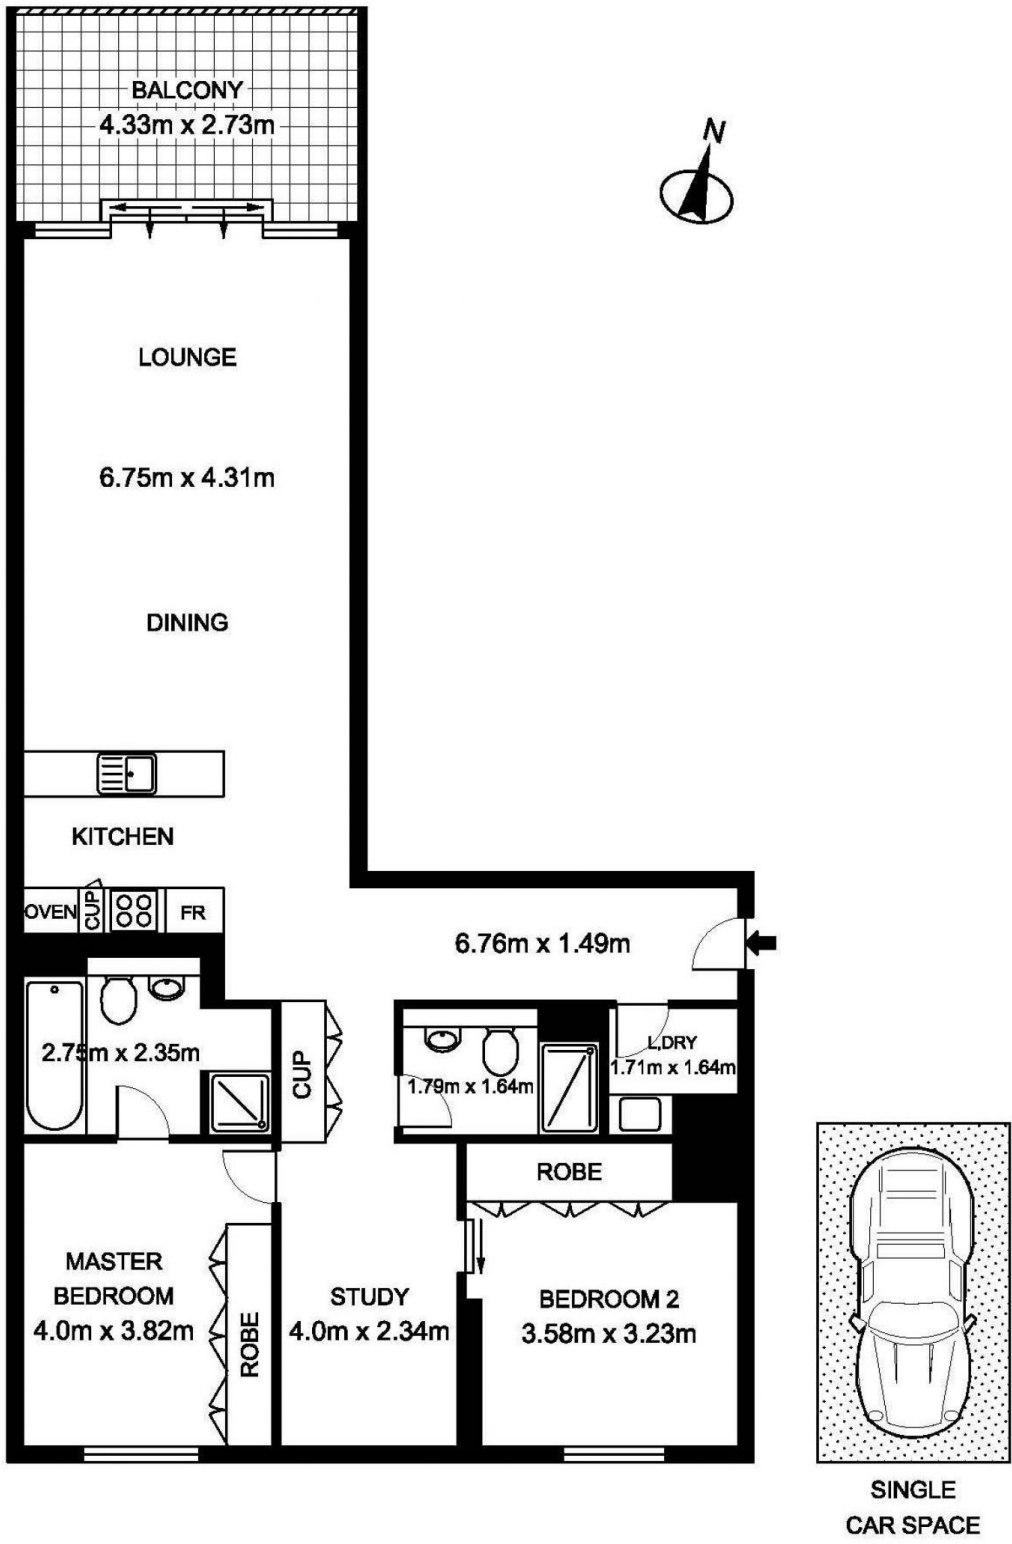 BALCONY
4.33m x 2.73m
N
LOUNGE
6.75m x 4.31m
DINING
KITCHEN
OVEN
CUP
FR
6.76m x 1.49m
2.75m x 2.35m
CUP
1.79m x 1.64m
L,DRY
1.71m x 1.64m
ROBE
MASTER
BEDROOM
4.0m x 3.82m
ROBE
STUDY
4.0m x 2.34m
BEDROOM 2
3.58m x 3.23m
SINGLE
CAR SPACE